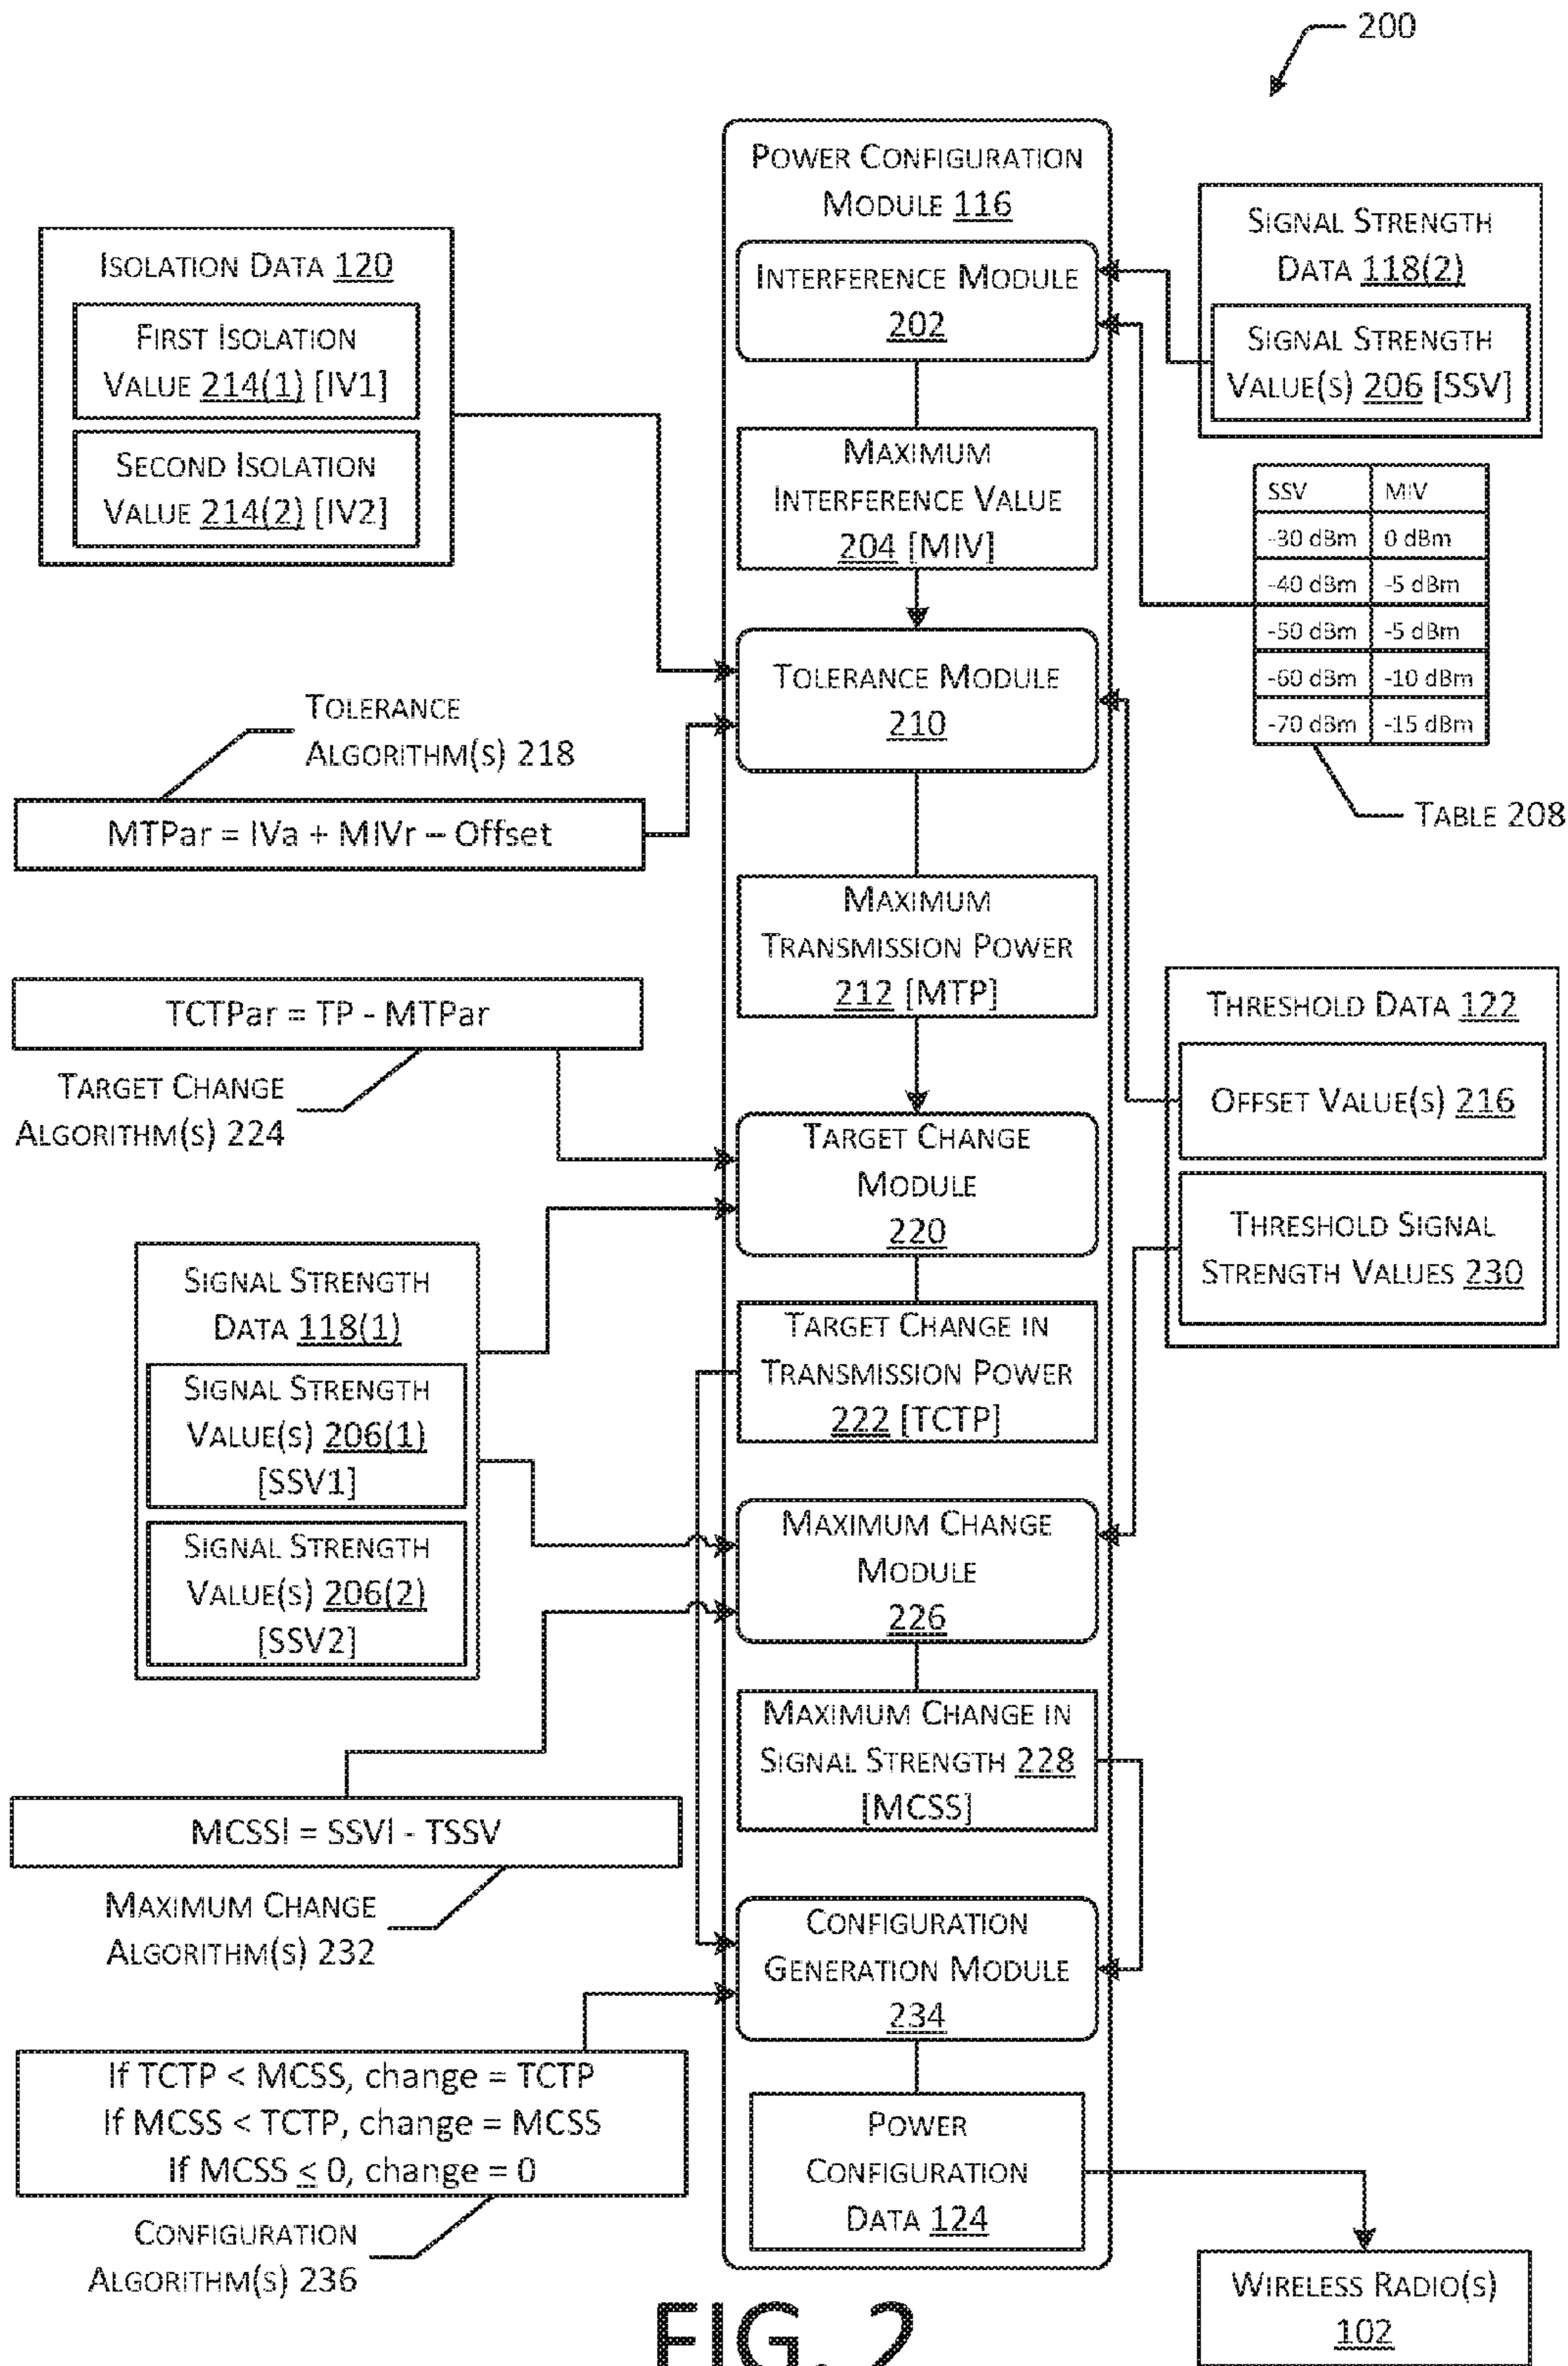 200
POWER CONFIGURATION
MODULE 116
INTERFERENCE MODULE
202
SIGNAL STRENGTH
DATA 118(2)
SIGNAL STRENGTH
VALUE(S) 206 [SSV]
ISOLATION DATA 120
FIRST ISOLATION
VALUE 214(1) [IV1]
SECOND ISOLATION
VALUE 214(2) [IV2]
MAXIMUM
INTERFERENCE VALUE
204 [MIV]
SSV MIV
-30 dBm 0 dBm
-40 dBm -5 dBm
-50 dBm -5 dBm
-60 dBm -10 dBm
-70 dBm -15 dBm
TABLE 208
TOLERANCE MODULE
210
TOLERANCE
ALGORITHM(S) 218
MTPar = IVa + MIVr – Offset
MAXIMUM
TRANSMISSION POWER
212 [MTP]
TCTPar = TP - MTPar
TARGET CHANGE
ALGORITHM(S) 224
THRESHOLD DATA 122
OFFSET VALUE(S) 216
THRESHOLD SIGNAL
STRENGTH VALUES 230
TARGET CHANGE
MODULE
220
SIGNAL STRENGTH
DATA 118(1)
SIGNAL STRENGTH
VALUE(S) 206(1)
[SSV1]
SIGNAL STRENGTH
VALUE(S) 206(2)
[SSV2]
TARGET CHANGE IN
TRANSMISSION POWER
222 [TCTP]
MAXIMUM CHANGE
MODULE
226
MAXIMUM CHANGE IN
SIGNAL STRENGTH 228
[MCSS]
MCSSl = SSVl - TSSV
MAXIMUM CHANGE
ALGORITHM(S) 232
CONFIGURATION
GENERATION MODULE
234
If TCTP < MCSS, change = TCTP
If MCSS < TCTP, change = MCSS
If MCSS ≤ 0, change = 0
CONFIGURATION
ALGORITHM(S) 236
POWER
CONFIGURATION
DATA 124
WIRELESS RADIO(S)
102
FIG. 2